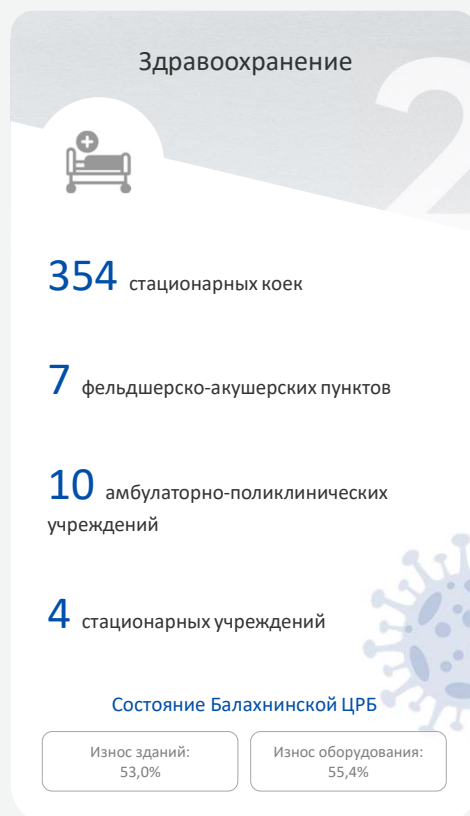 Здравоохранение
2
354 стационарных коек
7 фельдшерско-акушерских пунктов
10 амбулаторно-поликлинических
учреждений
4 стационарных учреждений
Состояние Балахнинской ЦРБ
Износ зданий:
53,0%
Износ оборудования:
55,4%